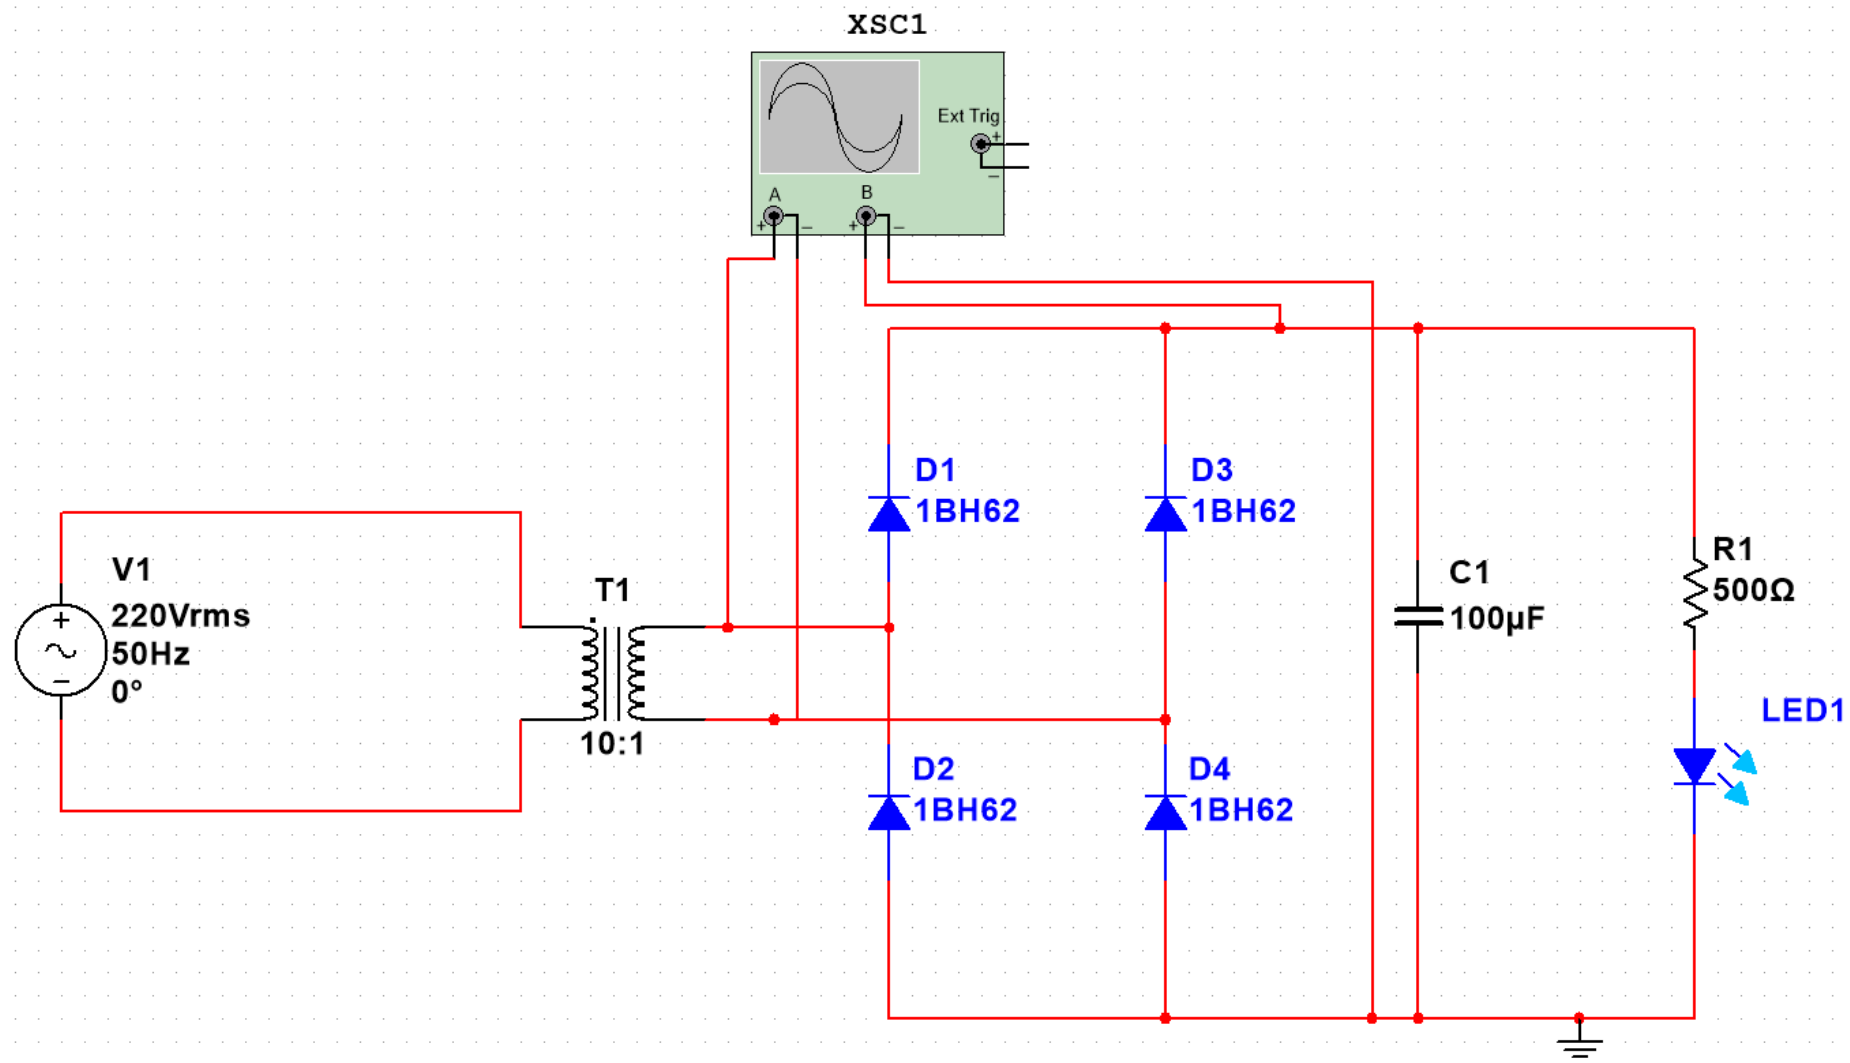 XSC1
Ext Trig
+
−
A
B
+
−
+
−
D1
1BH62
D3
1BH62
V1
220Vrms
50Hz
0°
+
−
T1
10:1
C1
100µF
R1
500Ω
LED1
D2
1BH62
D4
1BH62